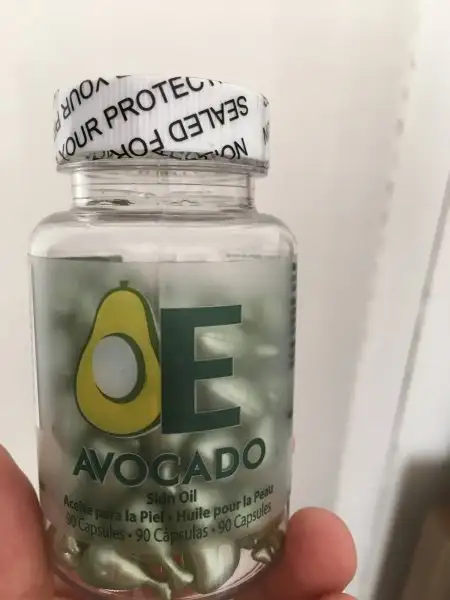 YOUR PROTECT
SEALED FOR
E
AVOCADO
Skin Oil
Aceite para la Piel • Huile pour la Peau
90 Capsules • 90 Cápsulas • 90 Capsules